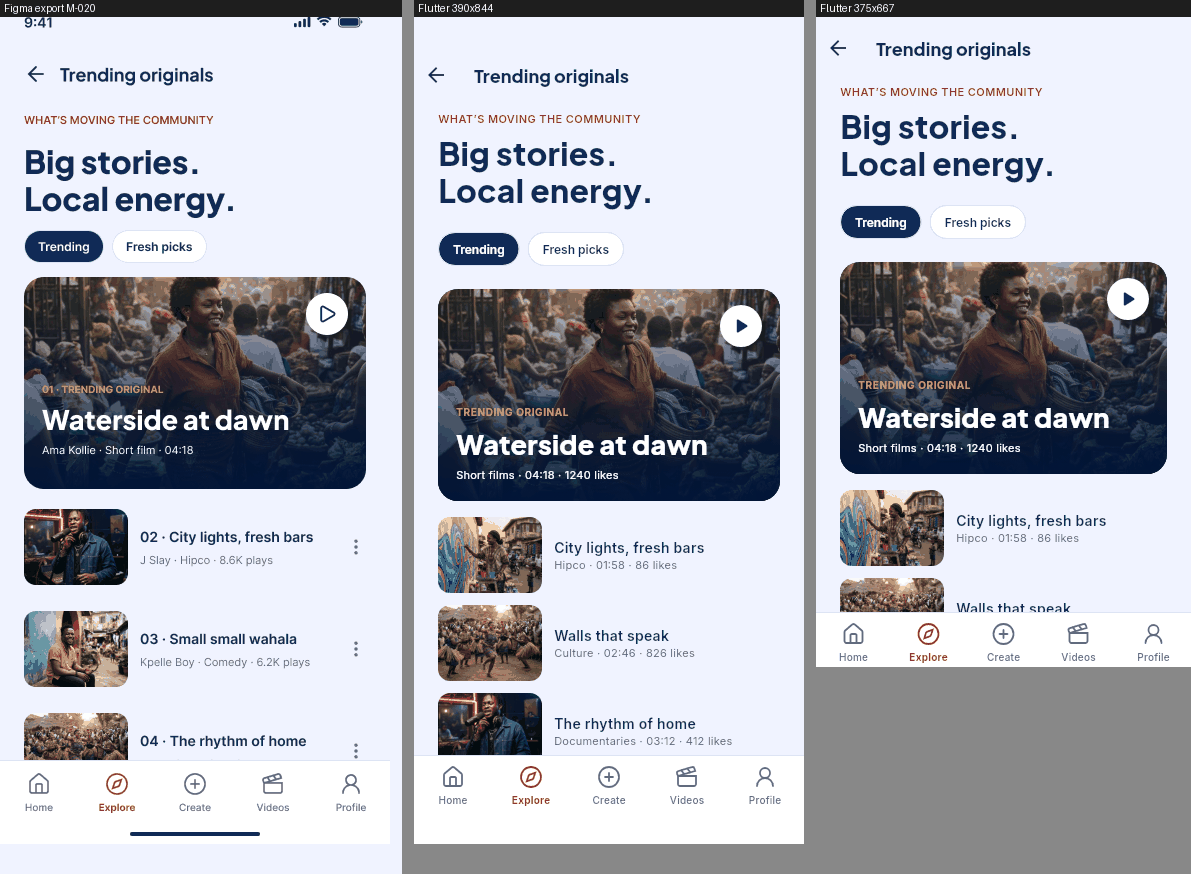 Figma export M-020
9:41
Trending originals
WHAT'S MOVING THE COMMUNITY
Big stories.
Local energy.
Trending
Fresh picks
01 · TRENDING ORIGINAL
Waterside at dawn
Ama Kollie · Short film · 04:18
02 · City lights, fresh bars
J Slay · Hipco · 8.6K plays
03 · Small small wahala
Kpelle Boy · Comedy · 6.2K plays
04 · The rhythm of home
Home
Explore
Create
Videos
Profile
Flutter 390x844
Trending originals
WHAT'S MOVING THE COMMUNITY
Big stories.
Local energy.
Trending
Fresh picks
TRENDING ORIGINAL
Waterside at dawn
Short films · 04:18 · 1240 likes
City lights, fresh bars
Hipco · 01:58 · 86 likes
Walls that speak
Culture · 02:46 · 826 likes
The rhythm of home
Documentaries · 03:12 · 412 likes
Home
Explore
Create
Videos
Profile
Flutter 375x667
Trending originals
WHAT'S MOVING THE COMMUNITY
Big stories.
Local energy.
Trending
Fresh picks
TRENDING ORIGINAL
Waterside at dawn
Short films · 04:18 · 1240 likes
City lights, fresh bars
Hipco · 01:58 · 86 likes
Walls that speak
Home
Explore
Create
Videos
Profile